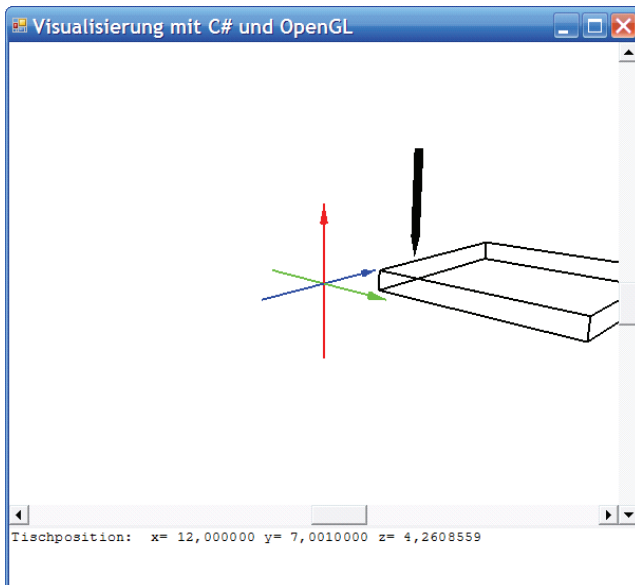 Visualisierung mit C# und OpenGL
Tischposition:  x= 12,000000 y= 7,0010000 z= 4,2608559